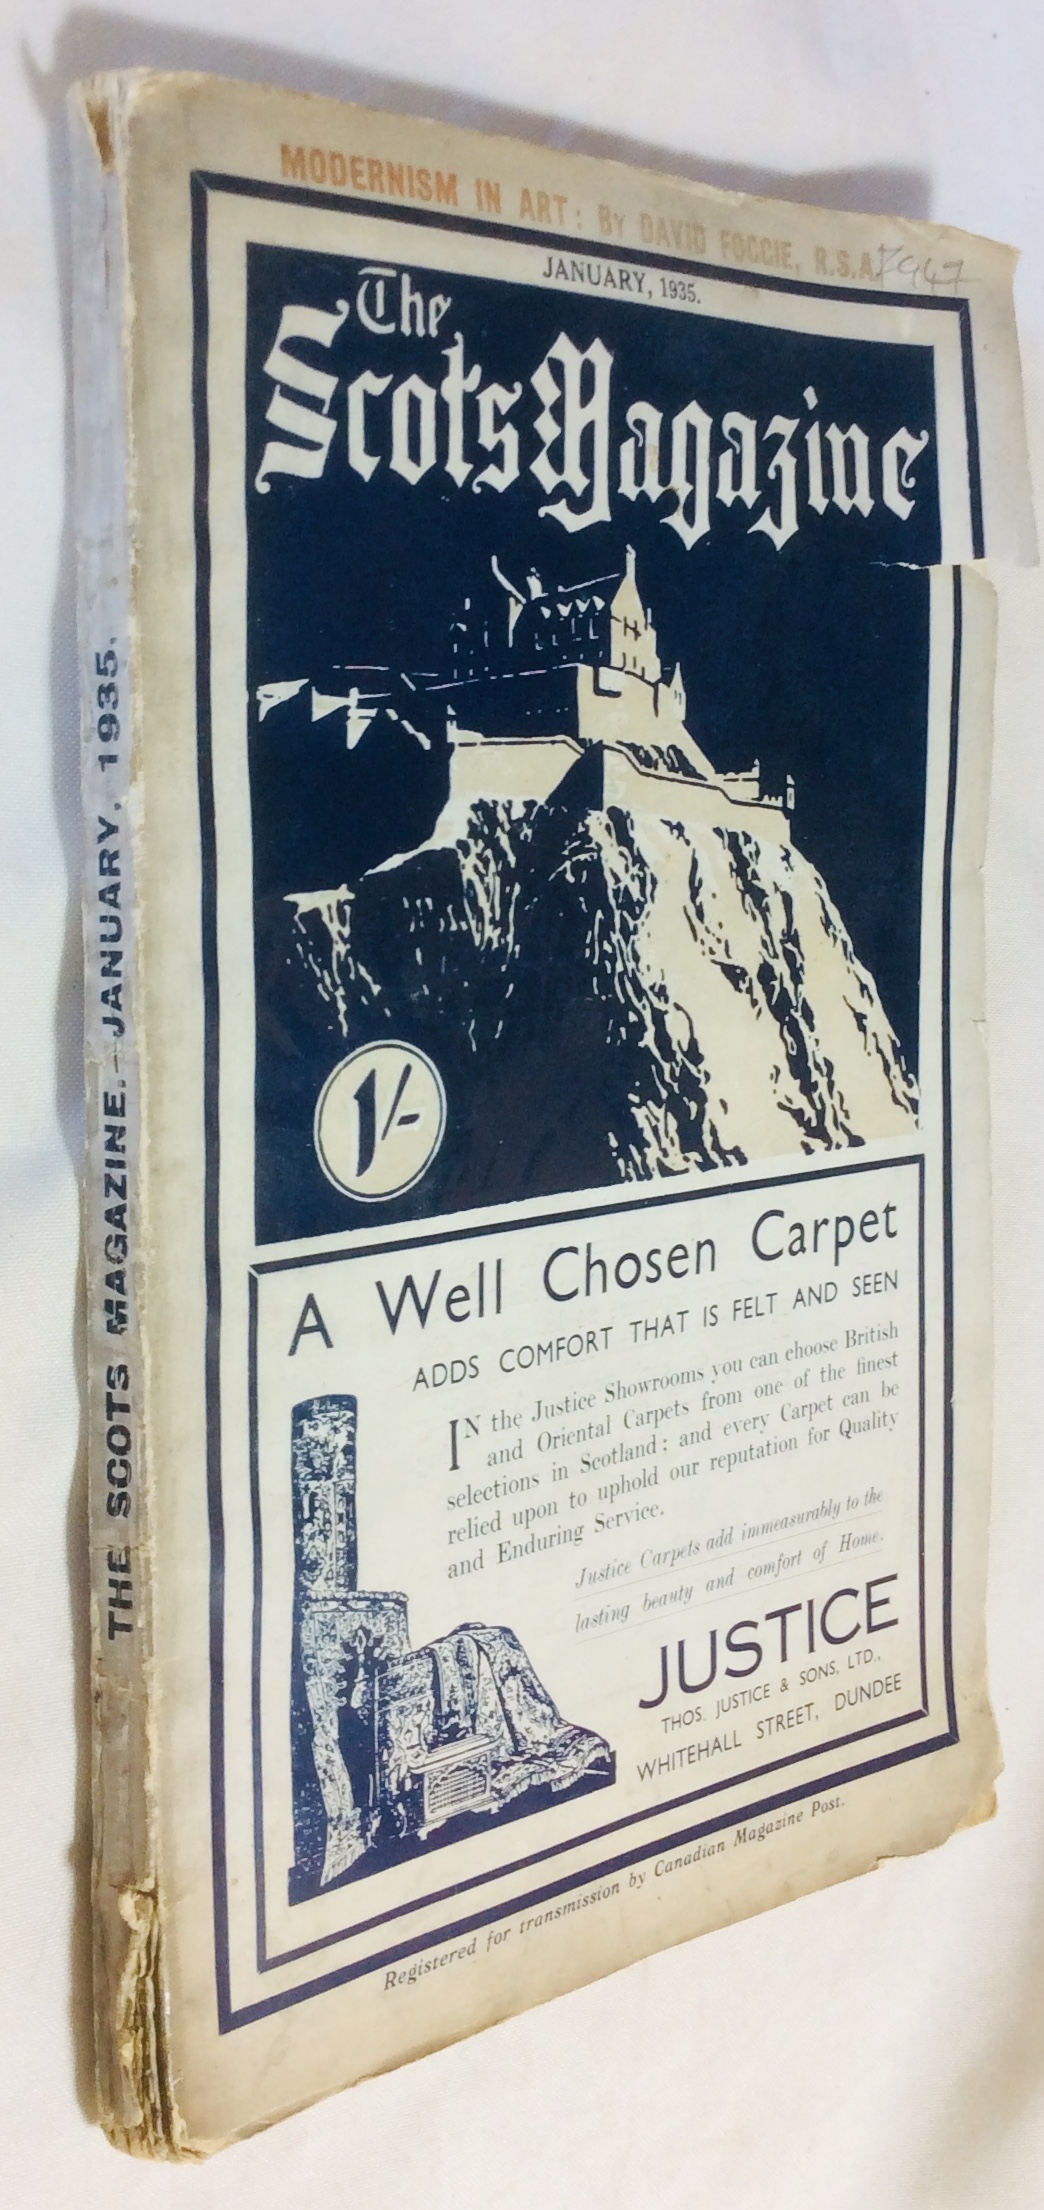 MODERNISM IN ART: BY DAVID FOGGIE, R.S.A.
JANUARY, 1935.
The
Scots Magazine
1/-
A Well Chosen Carpet
ADDS COMFORT THAT IS FELT AND SEEN
IN the Justice Showrooms you can choose British
and Oriental Carpets from one of the finest
selections in Scotland: and every Carpet can be
relied upon to uphold our reputation for Quality
and Enduring Service.
Justice Carpets add immeasurably to the
lasting beauty and comfort of Home.
JUSTICE
THOS. JUSTICE & SONS, LTD.,
WHITEHALL STREET, DUNDEE
Registered for transmission by Canadian Magazine Post.
THE SCOTS MAGAZINE.—JANUARY, 1935.